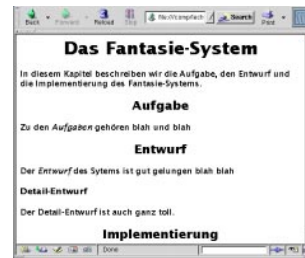 Back Forward Reload Stop file:/Vcampitech Search Print
Das Fantasie-System
In diesem Kapitel beschreiben wir die Aufgabe, den Entwurf und
die Implementierung des Fantasie-Systems.
Aufgabe
Zu den Aufgaben gehören blah und blah
Entwurf
Der Entwurf des Sytems ist gut gelungen blah blah
Detail-Entwurf
Der Detail-Entwurf ist auch ganz toll.
Implementierung
Done